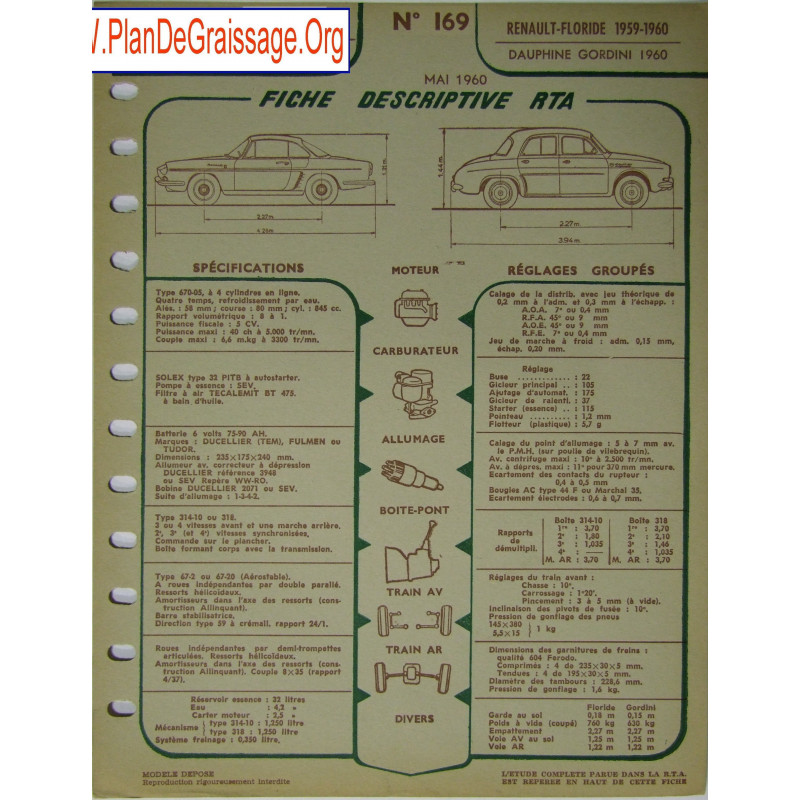 W.PlanDeGraissage.Org
N° 169
RENAULT-FLORIDE 1959-1960
DAUPHINE GORDINI 1960
MAI 1960
FICHE DESCRIPTIVE RTA
1,21 m.
2,27m
4,26m.
1,44 m.
2,27m.
3,94 m.
SPÉCIFICATIONS
Type 670-05, à 4 cylindres en ligne.
Quatre temps, refroidissement par eau.
Alés. : 58 mm ; course : 80 mm ; cyl. : 845 cc.
Rapport volumétrique : 8 à 1.
Puissance fiscale : 5 CV.
Puissance maxi : 40 ch à 5.000 tr/mn.
Couple maxi : 6,6 m.kg à 3300 tr/mn.
SOLEX type 32 PITB à autostarter.
Pompe à essence : SEV.
Filtre à air TECALEMIT BT 475.
à bain d'huile.
Batterie 6 volts 75-90 AH.
Marques : DUCELLIER (TEM), FULMEN ou
TUDOR.
Dimensions : 235×175×240 mm.
Allumeur av. correcteur à dépression
DUCELLIER référence 3948
ou SEV Repère WW-RO.
Bobine DUCELLIER 2071 ou SEV.
Suite d'allumage : 1-3-4-2.
Type 314-10 ou 318.
3 ou 4 vitesses avant et une marche arrière.
2e, 3e (et 4e) vitesses synchronisées.
Commande sur le plancher.
Boîte formant corps avec la transmission.
Type 67-2 ou 67-20 (Aérostable).
A roues indépendantes par double parallé.
Ressorts hélicoïdaux.
Amortisseurs dans l'axe des ressorts (cons-
truction Allinquant).
Barre stabilisatrice.
Direction type 59 à crémail. rapport 24/1.
Roues indépendantes par demi-trompettes
articulées. Ressorts hélicoïdaux.
Amortisseurs dans l'axe des ressorts (cons-
truction Allinquant). Couple 8×35 (rapport
4/37).
Réservoir essence : 32 litres
Eau : 4,2 »
Carter moteur : 2,5 »
Mécanisme type 314-10 : 1,250 litre
type 318 : 1,250 litre
Système freinage : 0,350 litre.
MOTEUR
CARBURATEUR
ALLUMAGE
BOITE-PONT
TRAIN AV
TRAIN AR
DIVERS
RÉGLAGES GROUPÉS
Calage de la distrib. avec jeu théorique de
0,2 mm à l'adm. et 0,3 mm à l'échapp. :
A.O.A. 7° ou 0,4 mm
R.F.A. 45° ou 9 mm
A.O.E. 45° ou 9 mm
R.F.E. 7° ou 0,4 mm
Jeu de marche à froid : adm. 0,15 mm,
échap. 0,20 mm.
Réglage
Buse ............. : 22
Gicleur principal .. : 105
Ajutage d'automat. : 175
Gicleur de ralenti. : 37
Starter (essence) .. : 115
Pointeau .......... : 1,2 mm
Flotteur (plastique) : 5,7 g
Calage du point d'allumage : 5 à 7 mm av.
le P.M.H. (sur poulie de vilebrequin).
Av. centrifuge maxi : 10° à 2.500 tr/mn.
Av. à dépres. maxi : 11° pour 370 mm mercure.
Ecartement des contacts du rupteur :
0,4 à 0,5 mm
Bougies AC type 44 F ou Marchal 35.
Ecartement électrodes : 0,6 à 0,7 mm.
Rapports
de
démultipl.
Boîte 314-10
1re : 3,70
2e : 1,80
3e : 1,035
4e : ——
M. AR : 3,70
Boîte 318
1re : 3,70
2e : 2,10
3e : 1,46
4e : 1,035
M. AR : 3,70
Réglages du train avant :
Chasse : 10°.
Carrossage : 1°20'.
Pincement : 3 à 5 mm (à vide).
Inclinaison des pivots de fusée : 10°.
Pression de gonflage des pneus
145×380
5,5×15
1 kg
Dimensions des garnitures de freins :
qualité 604 Ferodo.
Comprimés : 4 de 225×30×5 mm.
Tendues : 4 de 195×30×5 mm.
Diamètre des tambours : 228,6 mm.
Pression de gonflage : 1,6 kg.
Floride Gordini
Garde au sol 0,18 m 0,15 m
Poids à vide (coupé) 760 kg 630 kg
Empattement 2,27 m 2,27 m
Voie AV au sol 1,25 m 1,25 m
Voie AR 1,22 m 1,22 m
MODELE DEPOSE
Reproduction rigoureusement interdite
L'ETUDE COMPLETE PARUE DANS LA R.T.A.
EST REFEREE EN HAUT DE CETTE FICHE